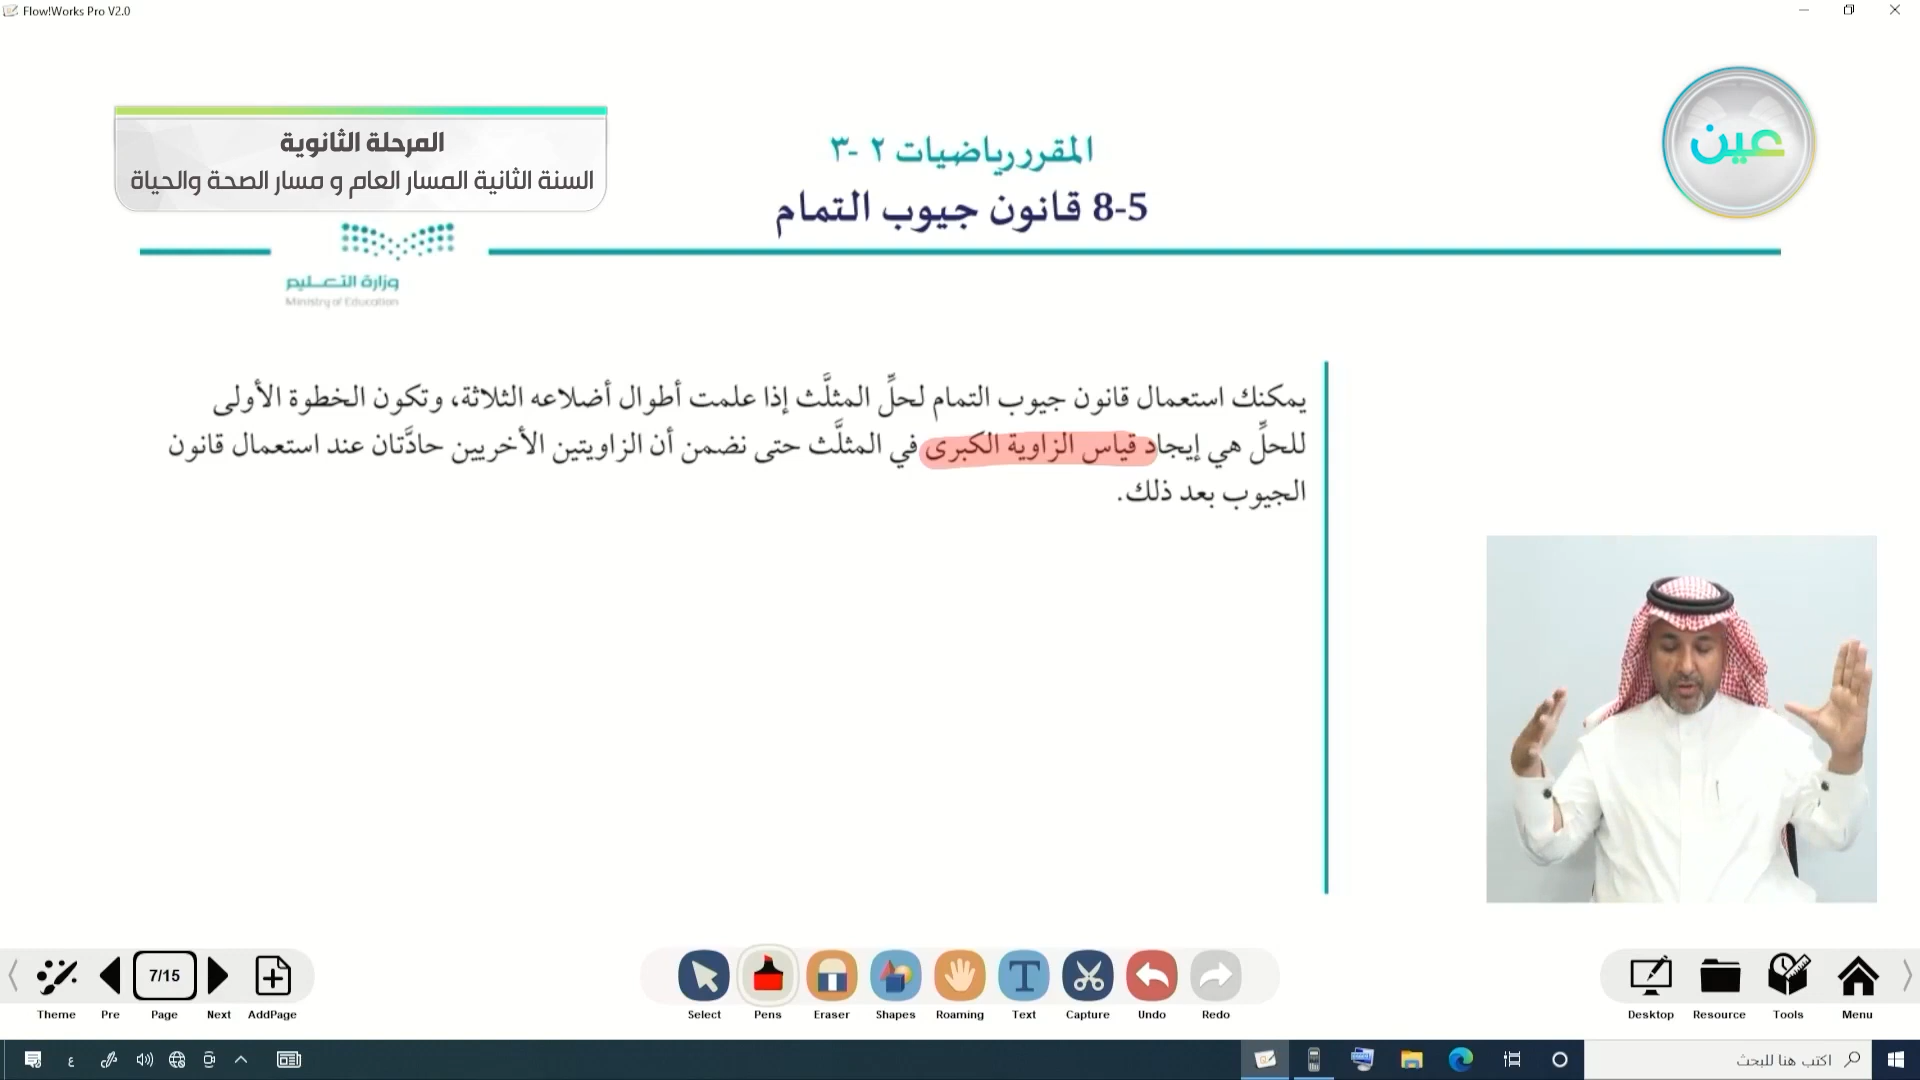 Flow!Works Pro V2.0
عين
المقرر رياضيات ٢ -٣
8-5 قانون جيوب التمام
المرحلة الثانوية
السنة الثانية المسار العام و مسار الصحة والحياة
وزارة التعـــليم
Ministry of Education
يمكنك استعمال قانون جيوب التمام لحلِّ المثلَّث إذا علمت أطوال أضلاعه الثلاثة، وتكون الخطوة الأولى
للحلِّ هي إيجاد قياس الزاوية الكبرى في المثلَّث حتى نضمن أن الزاويتين الأخريين حادَّتان عند استعمال قانون
الجيوب بعد ذلك.
7/15
Theme Pre Page Next AddPage
Select Pens Eraser Shapes Roaming Text Capture Undo Redo
Desktop Resource Tools Menu
ع
اكتب هنا للبحث